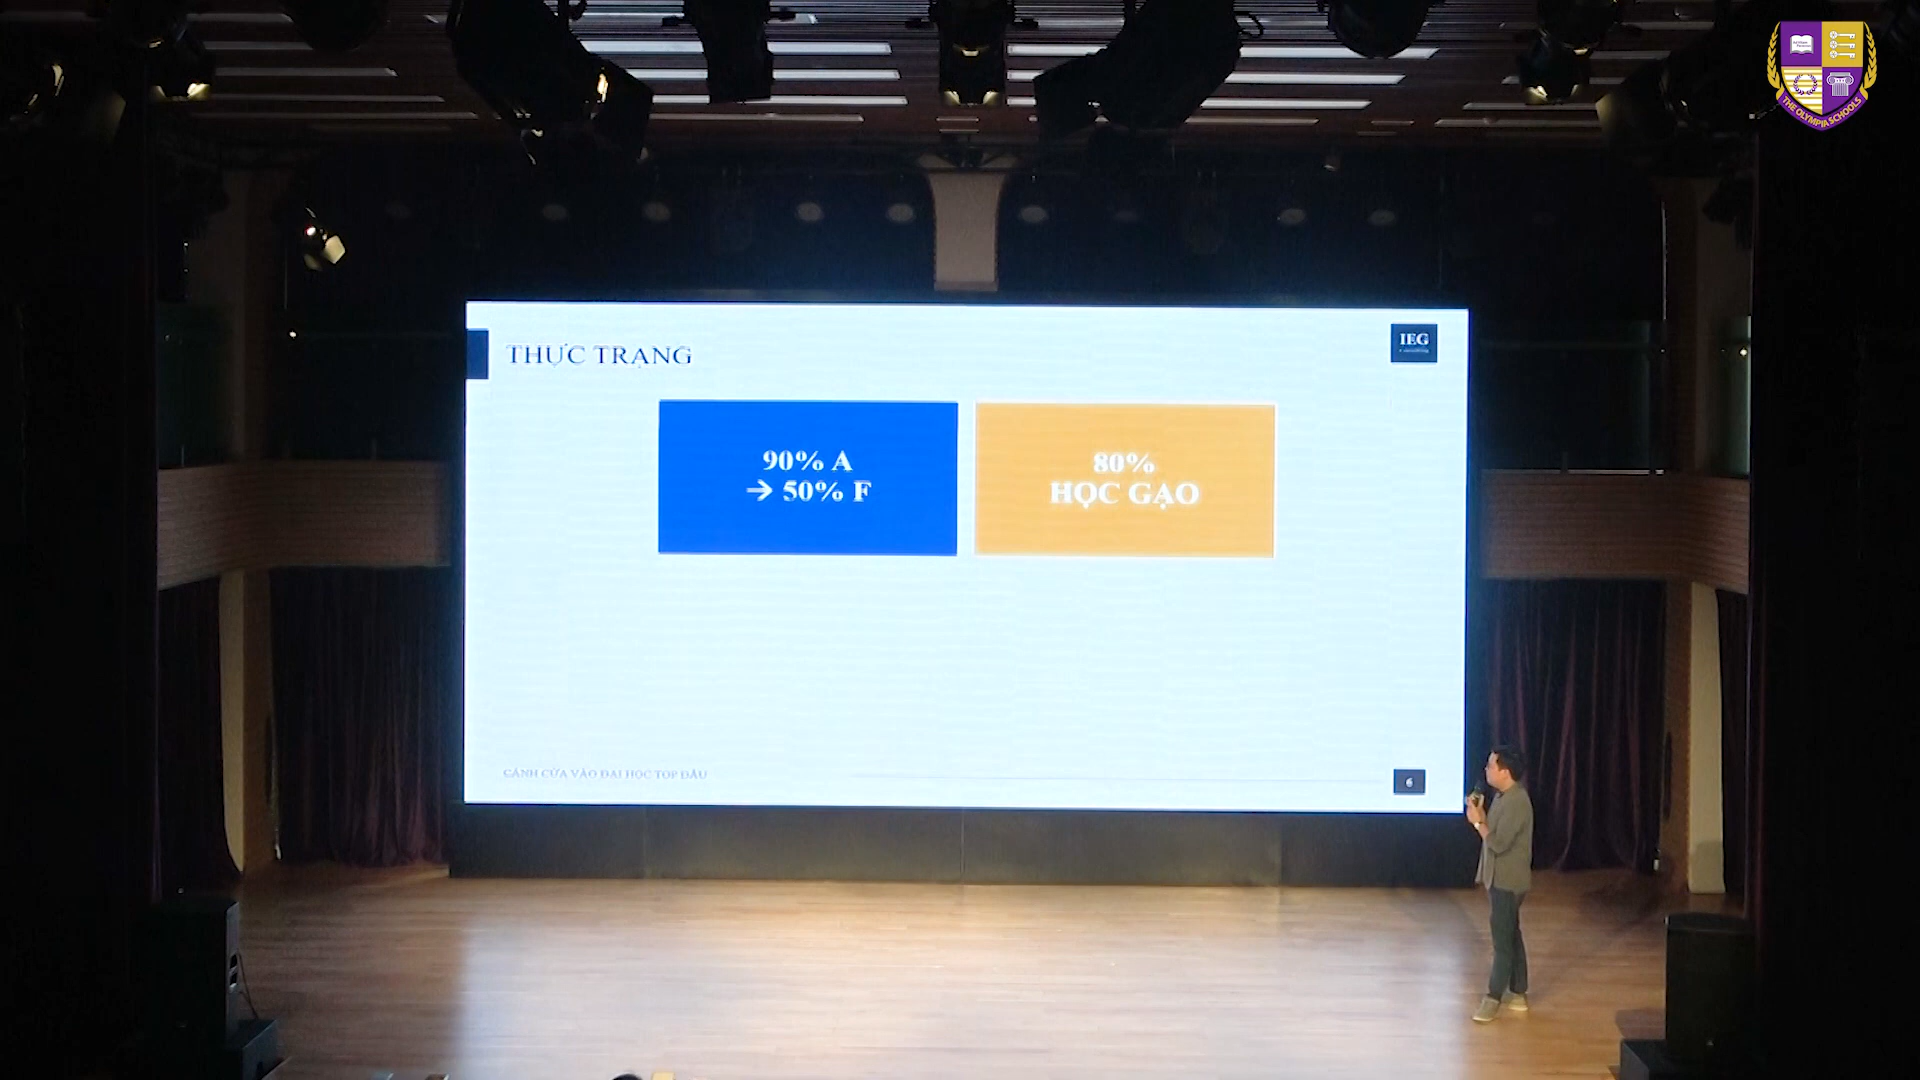 THE OLYMPIA SCHOOLS
THỰC TRẠNG
IEG
90% A
→ 50% F
80%
HỌC GẠO
CÁNH CỬA VÀO ĐẠI HỌC TOP ĐẦU
6